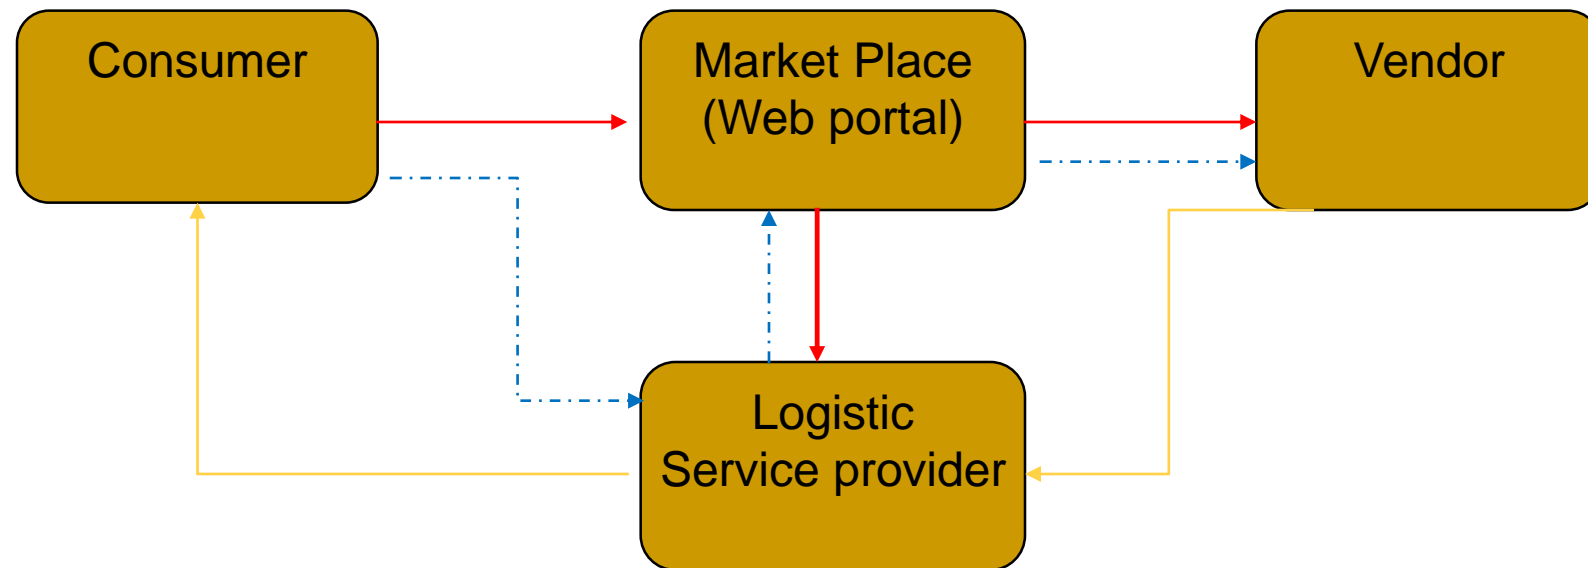 Consumer
Market Place
(Web portal)
Vendor
Logistic
Service provider